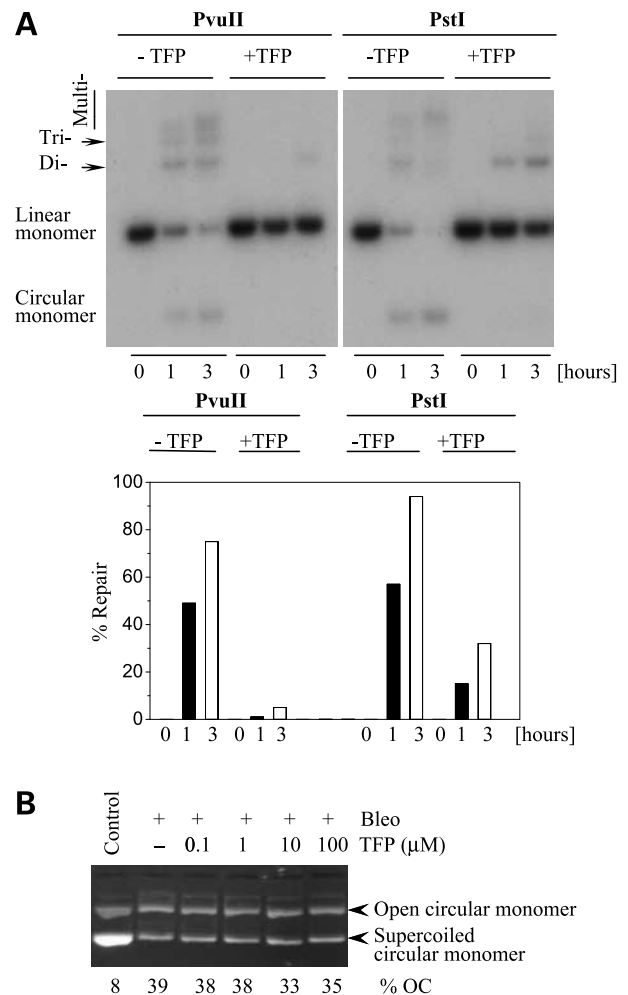 A
PvuII PstI
- TFP +TFP -TFP +TFP
Multi-
Tri-
Di-
Linear
monomer
Circular
monomer
0 1 3 0 1 3 0 1 3 0 1 3 [hours]
PvuII PstI
- TFP +TFP -TFP +TFP
100
80
60
40
20
0
% Repair
0 1 3 0 1 3 0 1 3 0 1 3 [hours]
B
Control
+ + + + + Bleo
– 0.1 1 10 100 TFP (µM)
Open circular monomer
Supercoiled
circular monomer
8 39 38 38 33 35 % OC